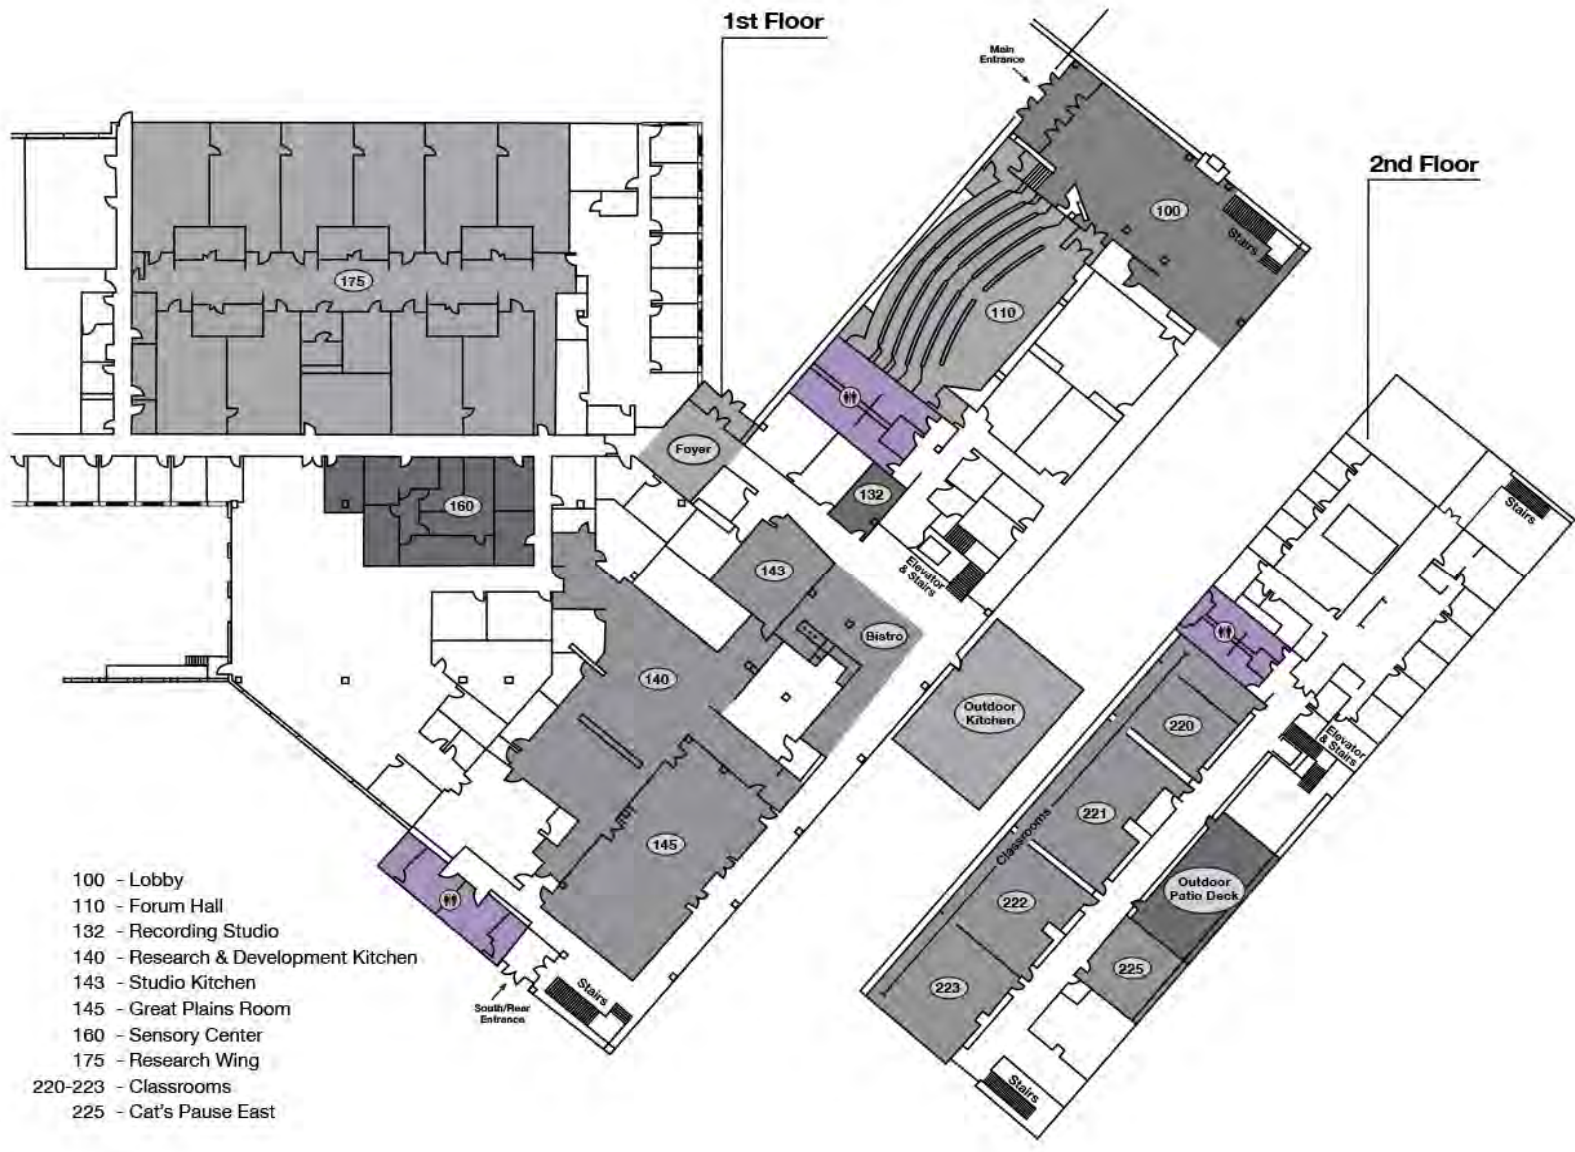 1st Floor
Main
Entrance
2nd Floor
100
Stairs
175
110
Foyer
132
160
Stairs
143
Elevator
& Stairs
Bistro
140
Outdoor
Kitchen
220
Elevator
& Stairs
221
Classrooms
145
222
Outdoor
Patio Deck
225
223
Stairs
South/Rear
Entrance
Stairs
100 - Lobby
110 - Forum Hall
132 - Recording Studio
140 - Research & Development Kitchen
143 - Studio Kitchen
145 - Great Plains Room
160 - Sensory Center
175 - Research Wing
220-223 - Classrooms
225 - Cat's Pause East